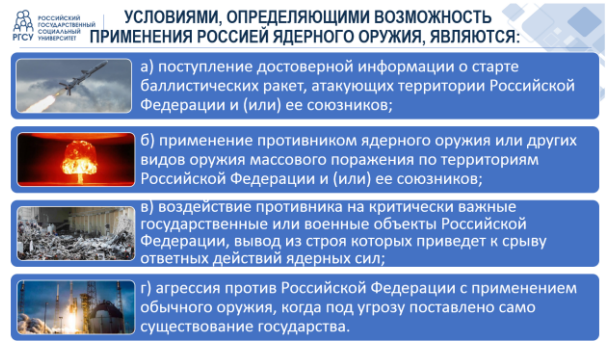 РОССИЙСКИЙ
ГОСУДАРСТВЕННЫЙ
СОЦИАЛЬНЫЙ
УНИВЕРСИТЕТ
РГСУ
УСЛОВИЯМИ, ОПРЕДЕЛЯЮЩИМИ ВОЗМОЖНОСТЬ
ПРИМЕНЕНИЯ РОССИЕЙ ЯДЕРНОГО ОРУЖИЯ, ЯВЛЯЮТСЯ:
а) поступление достоверной информации о старте
баллистических ракет, атакующих территории Российской
Федерации и (или) ее союзников;
б) применение противником ядерного оружия или других
видов оружия массового поражения по территориям
Российской Федерации и (или) ее союзников;
в) воздействие противника на критически важные
государственные или военные объекты Российской
Федерации, вывод из строя которых приведет к срыву
ответных действий ядерных сил;
г) агрессия против Российской Федерации с применением
обычного оружия, когда под угрозу поставлено само
существование государства.